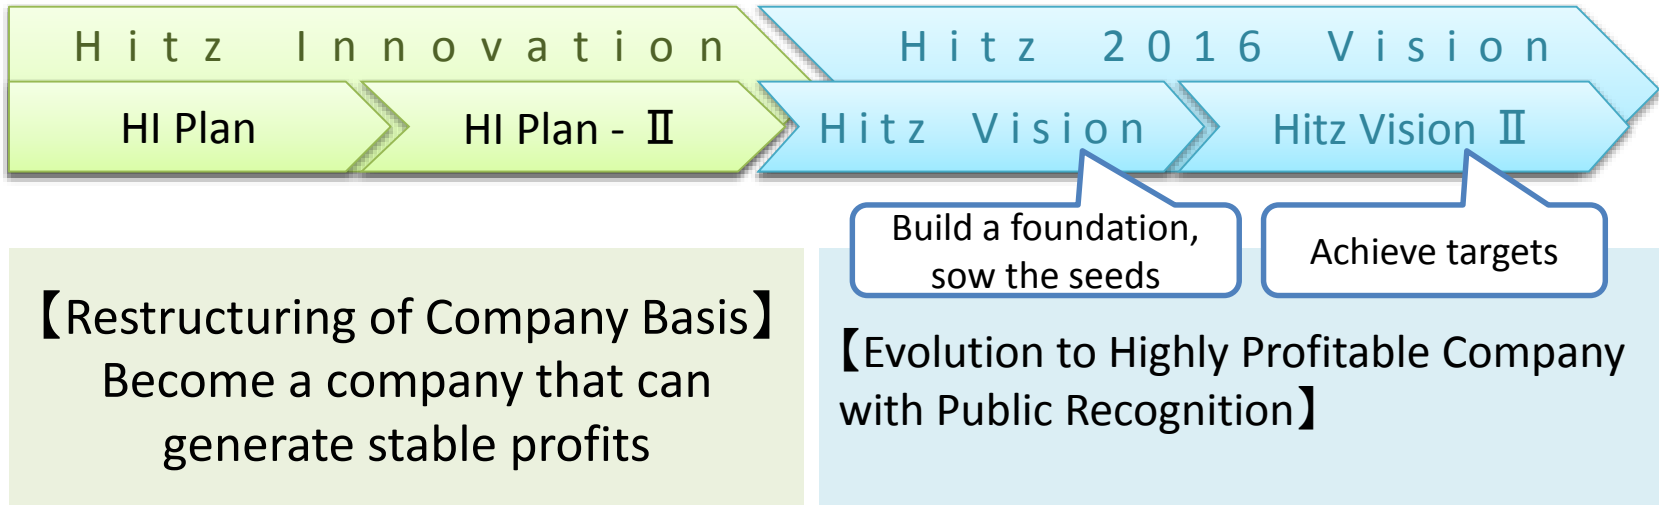 Hitz Innovation
Hitz 2016 Vision
HI Plan
HI Plan - Ⅱ
Hitz Vision
Hitz Vision Ⅱ
Build a foundation,
sow the seeds
Achieve targets
【Restructuring of Company Basis】
Become a company that can
generate stable profits
【Evolution to Highly Profitable Company
with Public Recognition】